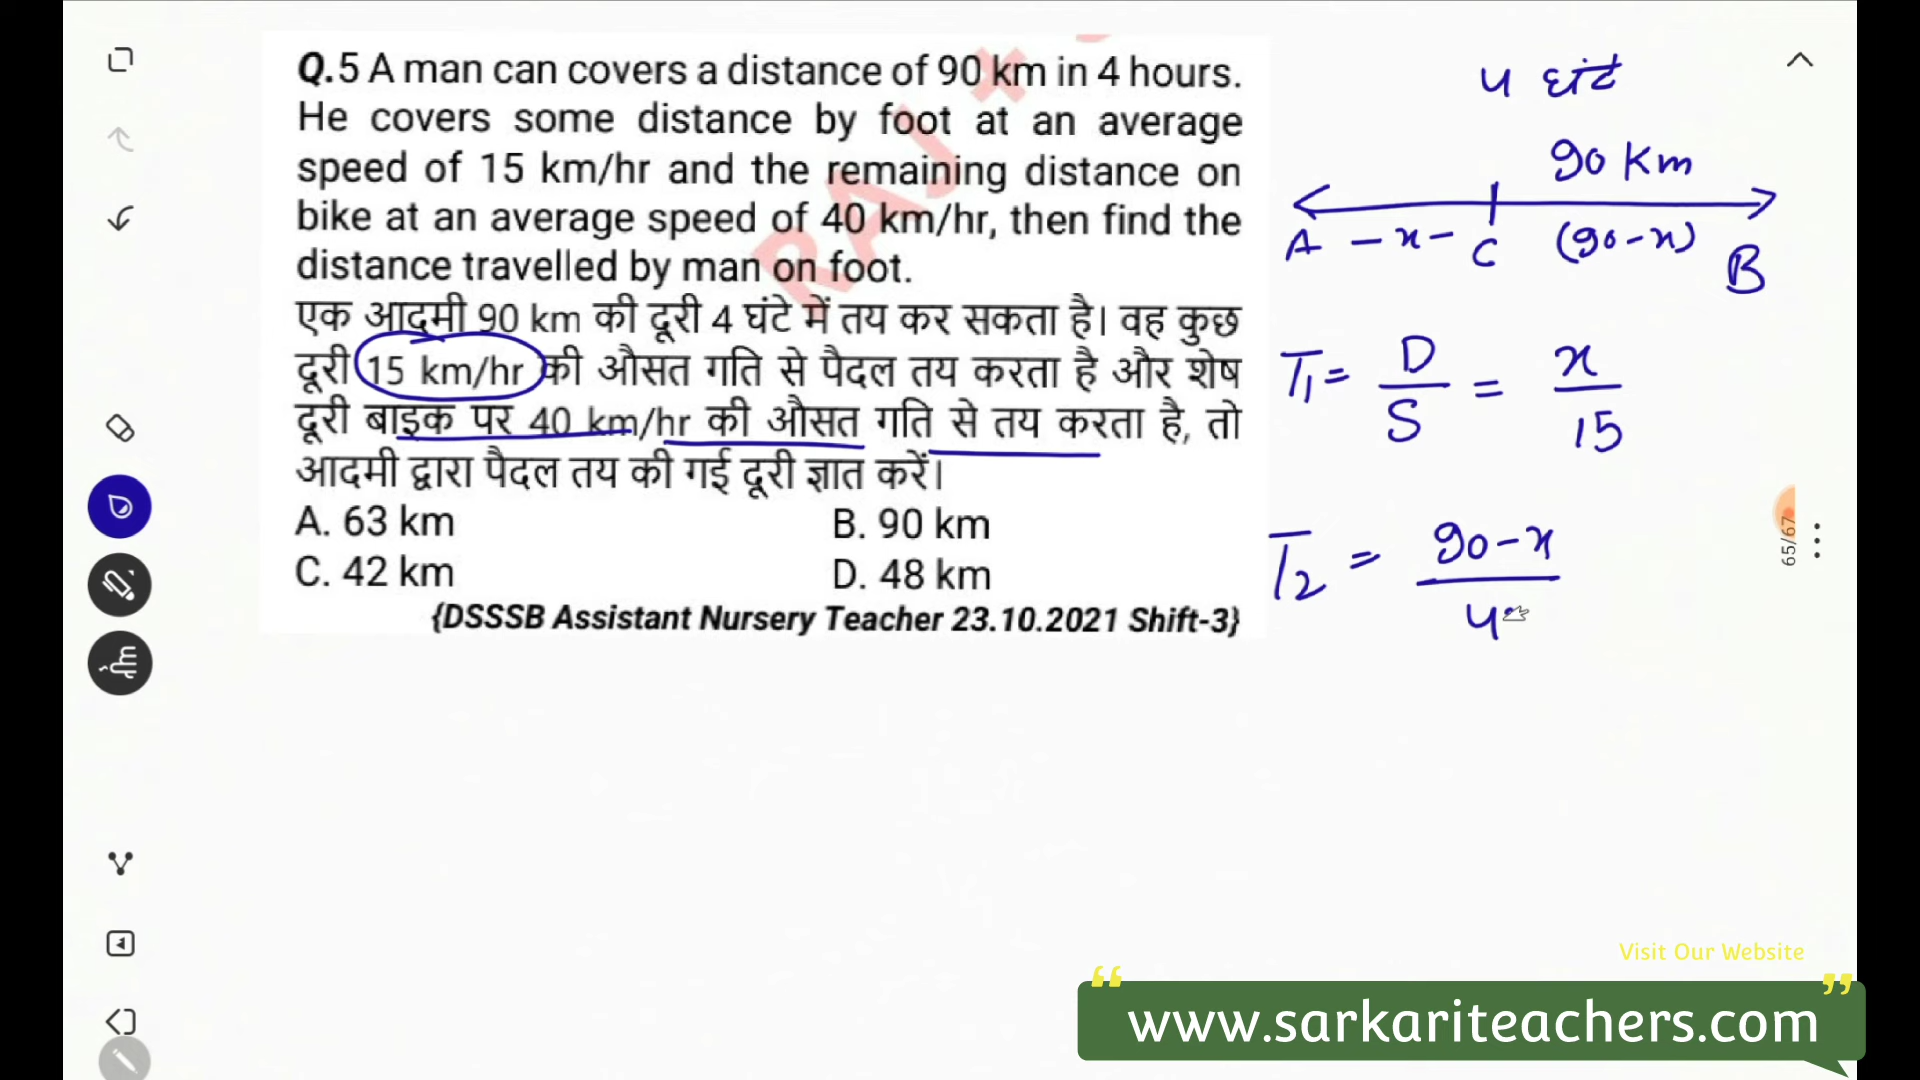 Q.5 A man can covers a distance of 90 km in 4 hours.
He covers some distance by foot at an average
speed of 15 km/hr and the remaining distance on
bike at an average speed of 40 km/hr, then find the
distance travelled by man on foot.
एक आदमी 90 km की दूरी 4 घंटे में तय कर सकता है। वह कुछ
दूरी 15 km/hr की औसत गति से पैदल तय करता है और शेष
दूरी बाइक पर 40 km/hr की औसत गति से तय करता है, तो
आदमी द्वारा पैदल तय की गई दूरी ज्ञात करें।
A. 63 km B. 90 km
C. 42 km D. 48 km
{DSSSB Assistant Nursery Teacher 23.10.2021 Shift-3}
RAJ
4 घंटे
90 Km
A - x - C (90-x) B
T1 = D/S = x/15
T2 = 90-x
4
65/67
Visit Our Website
“ www.sarkariteachers.com ”